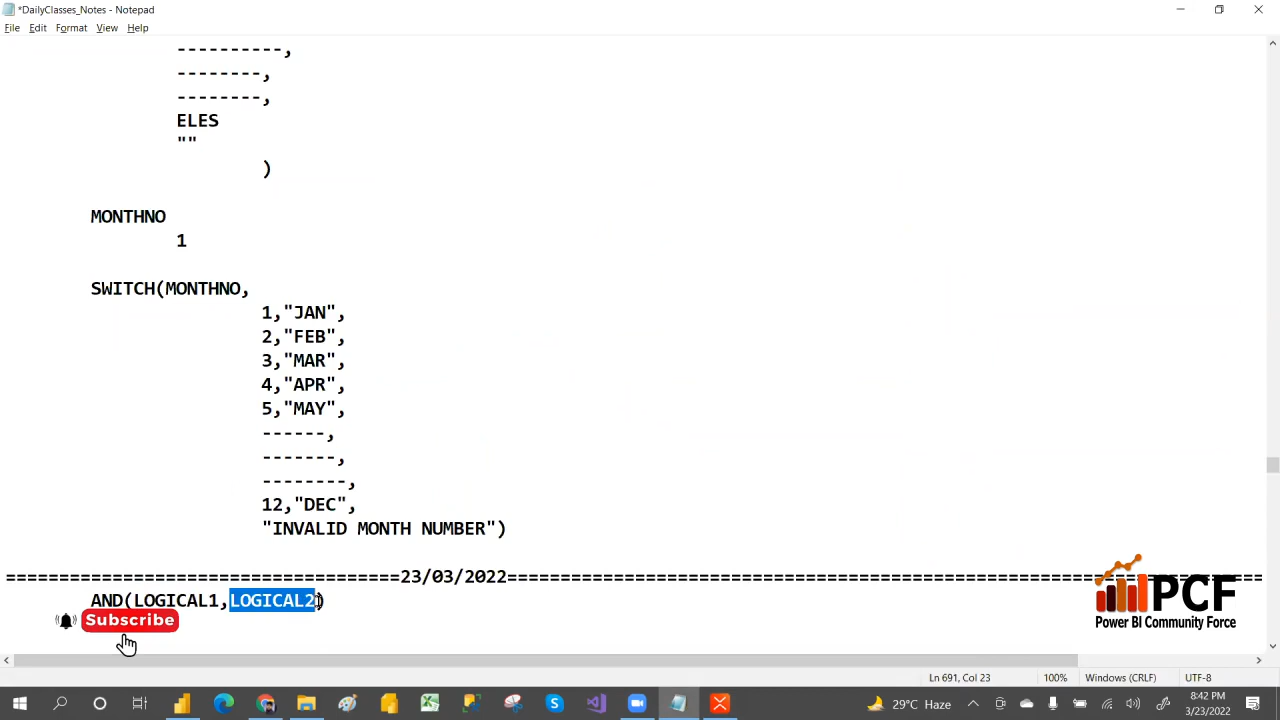 *DailyClasses_Notes - Notepad
File Edit Format View Help
----------,
--------,
--------,
ELES
""
)
MONTHNO
1
SWITCH(MONTHNO,
1,"JAN",
2,"FEB",
3,"MAR",
4,"APR",
5,"MAY",
------,
-------,
--------,
12,"DEC",
"INVALID MONTH NUMBER")
=====================================23/03/2022=======================================================================
AND(LOGICAL1,LOGICAL2)
Subscribe
PCF
Power BI Community Force
Ln 691, Col 23 100% Windows (CRLF) UTF-8
29°C Haze
8:42 PM
3/23/2022